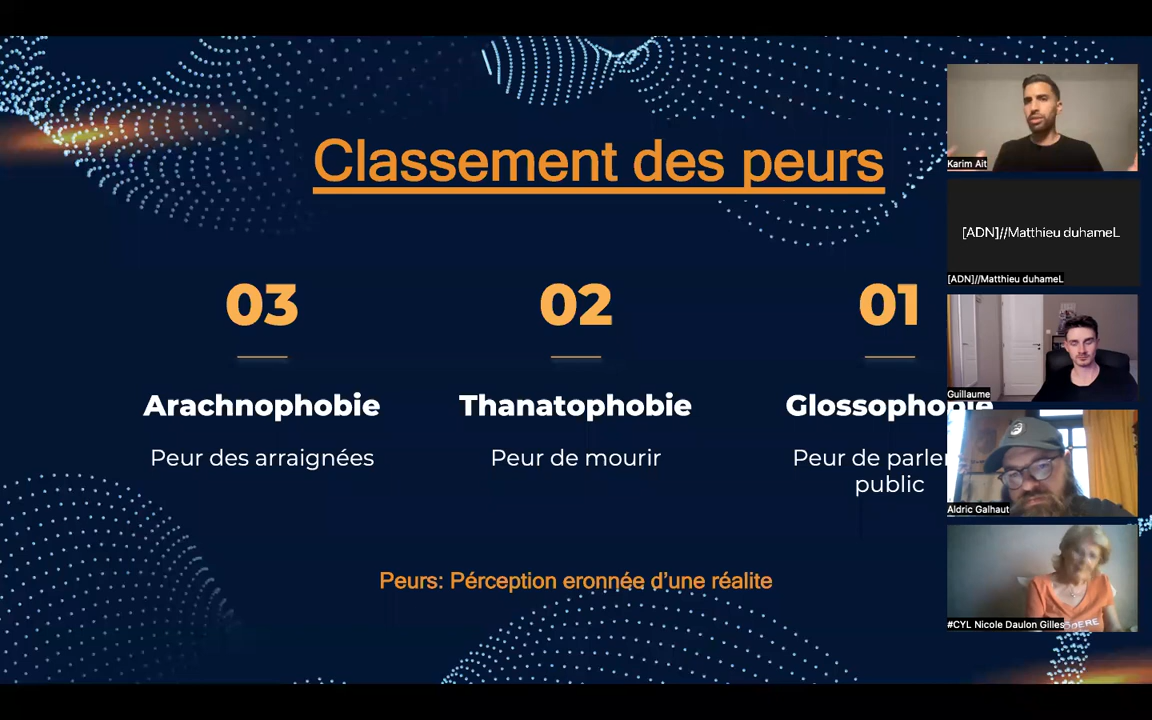 Classement des peurs
03
02
01
Arachnophobie
Thanatophobie
Glossophobie
Peur des arraignées
Peur de mourir
Peur de parler
public
Peurs: Pérception eronnée d'une réalite
Karim Ait
[ADN]//Matthieu duhameL
[ADN]//Matthieu duhameL
Guillaume
Aldric Galhaut
#CYL Nicole Daulon Gilles